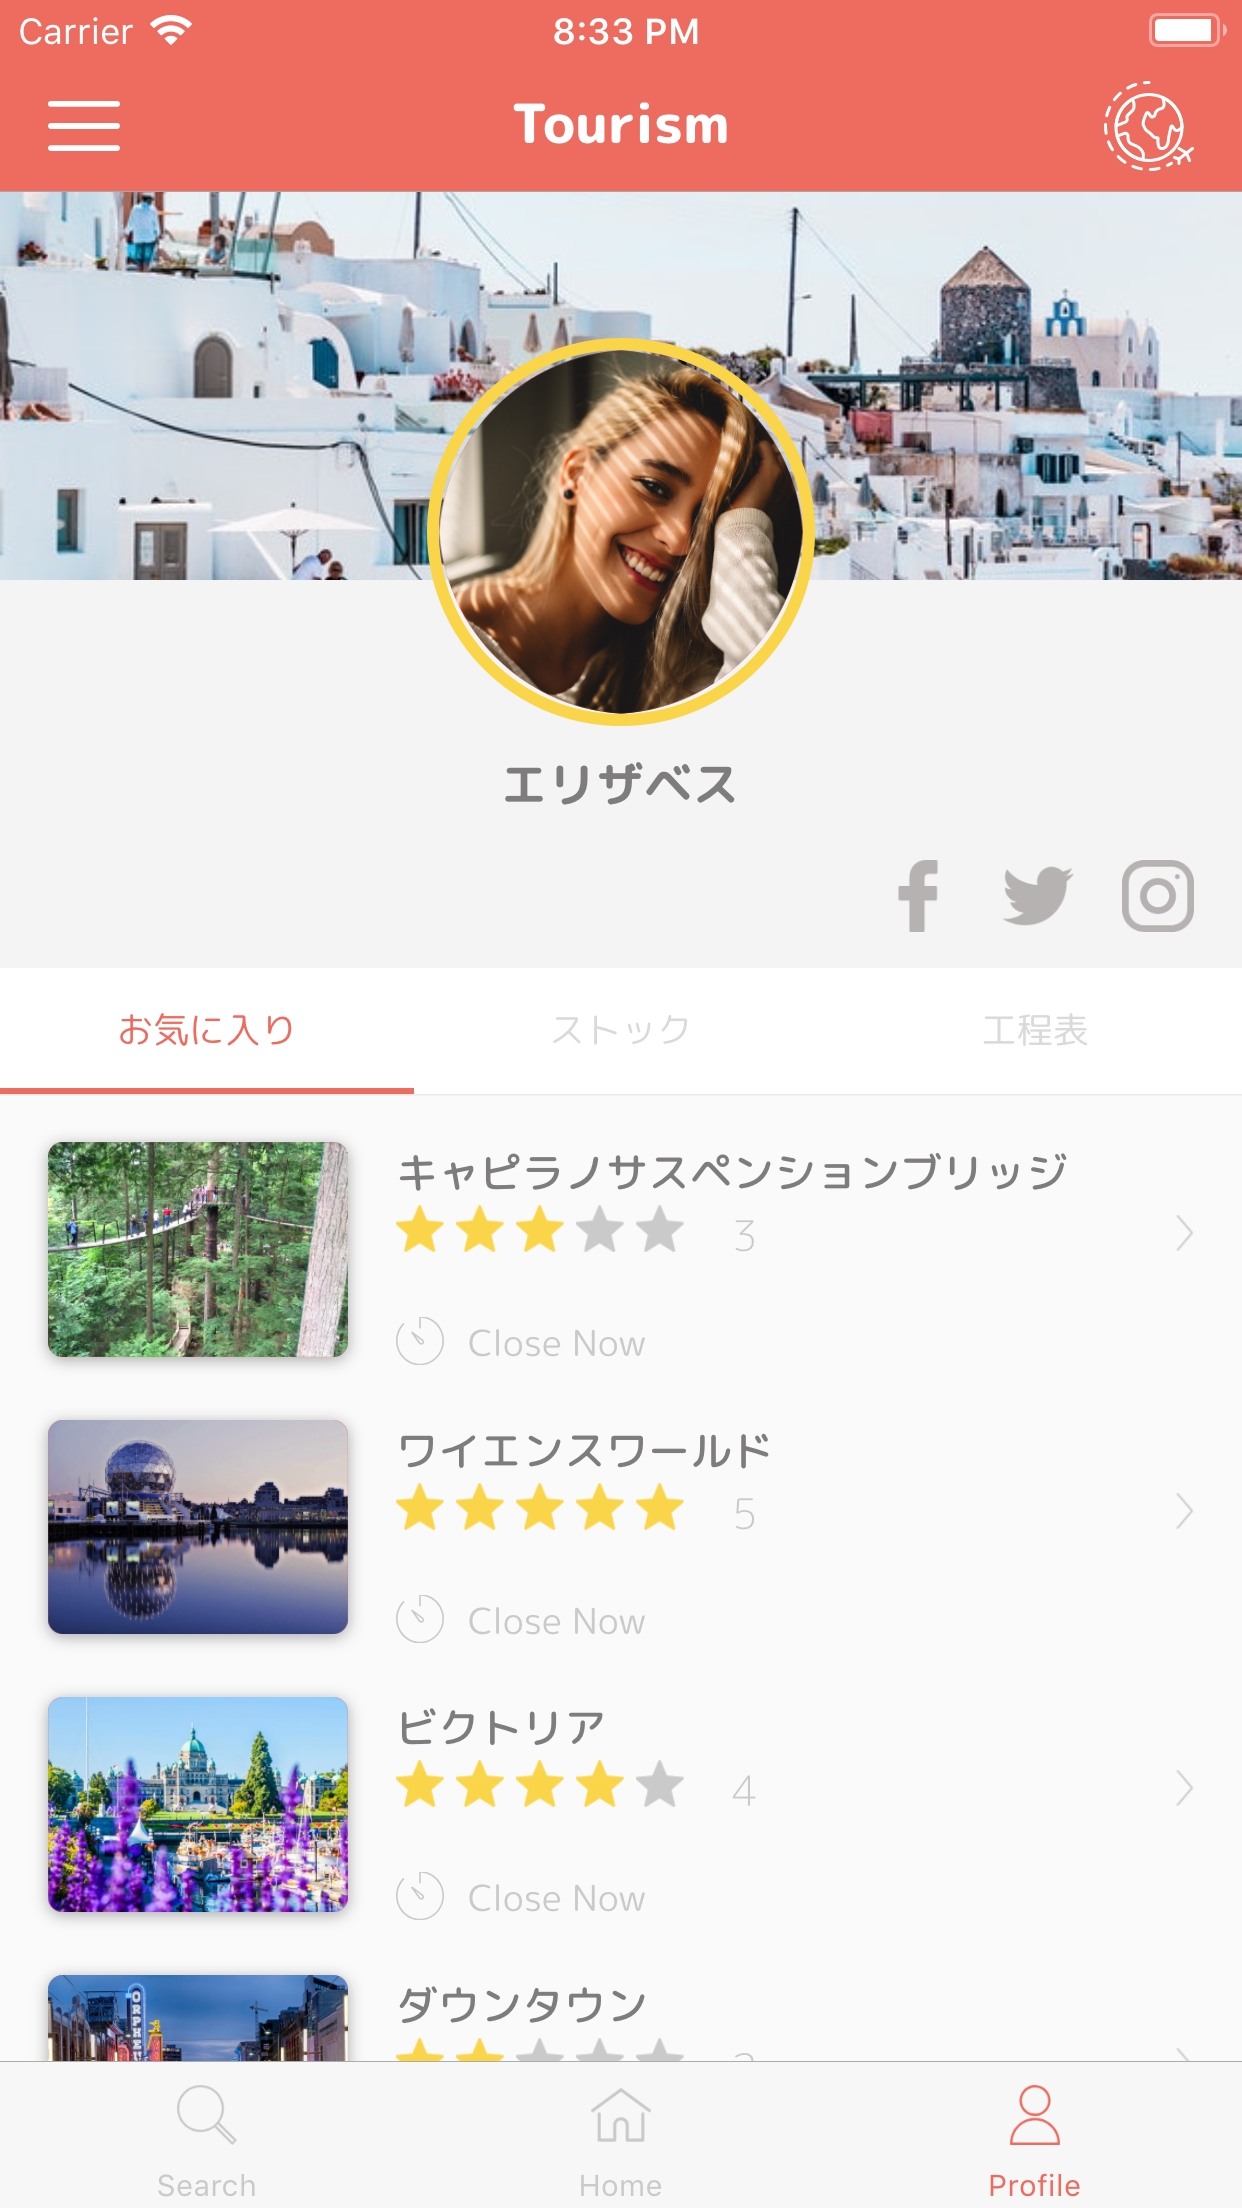 Carrier 8:33 PM
Tourism
エリザベス
お気に入り ストック 工程表
キャピラノサスペンションブリッジ
3
Close Now
ワイエンスワールド
5
Close Now
ビクトリア
4
Close Now
ダウンタウン
Search Home Profile